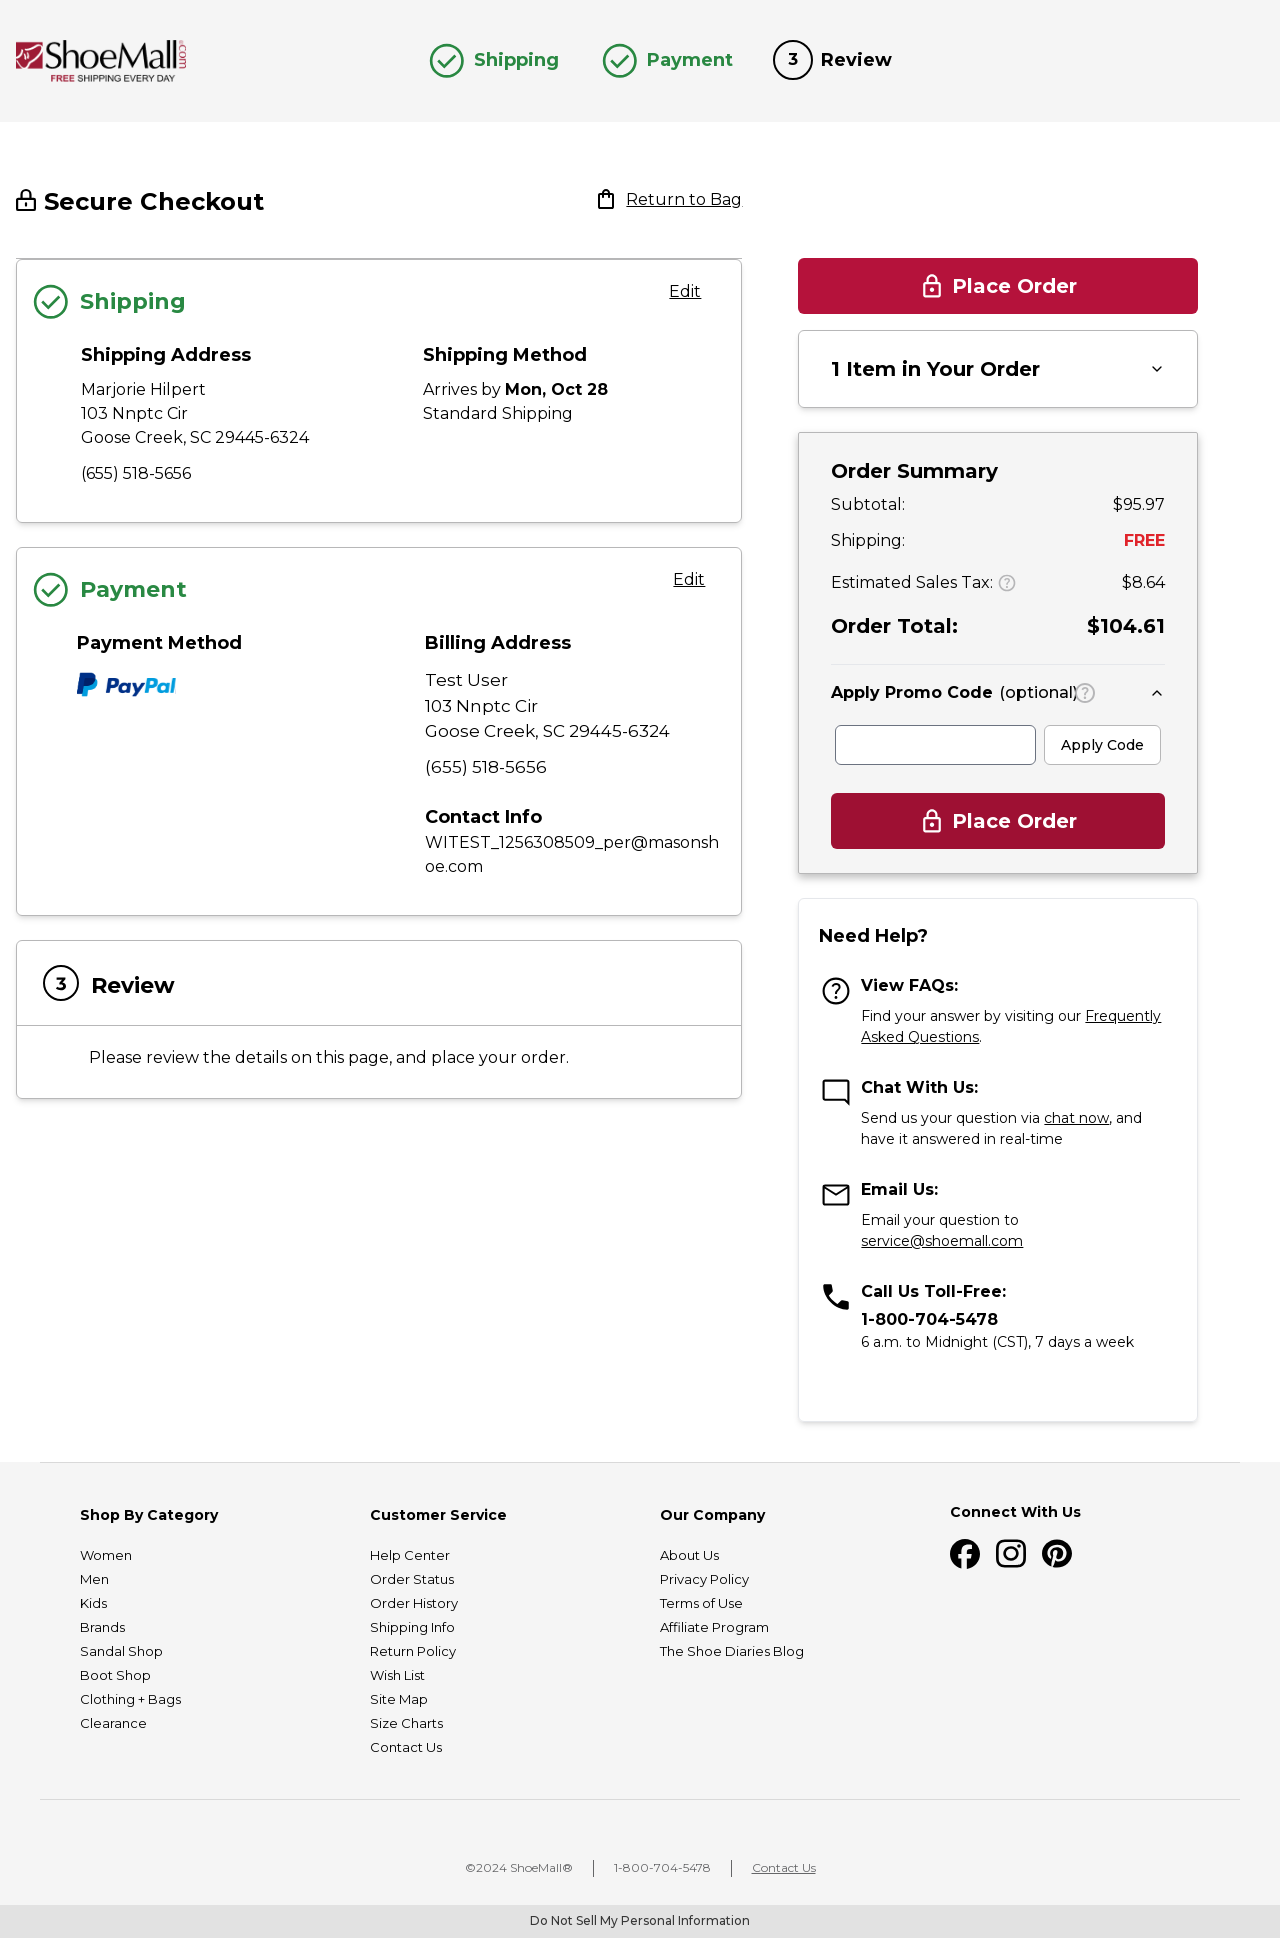 ShoeMall.com
FREE SHIPPING EVERY DAY
Shipping
Payment
3 Review
Secure Checkout
Return to Bag
Shipping
Edit
Shipping Address
Marjorie Hilpert
103 Nnptc Cir
Goose Creek, SC 29445-6324
(655) 518-5656
Shipping Method
Arrives by Mon, Oct 28
Standard Shipping
Payment
Edit
Payment Method
PayPal
Billing Address
Test User
103 Nnptc Cir
Goose Creek, SC 29445-6324
(655) 518-5656
Contact Info
WITEST_1256308509_per@masonsh
oe.com
3 Review
Please review the details on this page, and place your order.
Place Order
1 Item in Your Order
Order Summary
Subtotal: $95.97
Shipping: FREE
Estimated Sales Tax: ? $8.64
Order Total: $104.61
Apply Promo Code (optional) ?
Apply Code
Place Order
Need Help?
? View FAQs:
Find your answer by visiting our Frequently
Asked Questions.
Chat With Us:
Send us your question via chat now, and
have it answered in real-time
Email Us:
Email your question to
service@shoemall.com
Call Us Toll-Free:
1-800-704-5478
6 a.m. to Midnight (CST), 7 days a week
Shop By Category
Women
Men
Kids
Brands
Sandal Shop
Boot Shop
Clothing + Bags
Clearance
Customer Service
Help Center
Order Status
Order History
Shipping Info
Return Policy
Wish List
Site Map
Size Charts
Contact Us
Our Company
About Us
Privacy Policy
Terms of Use
Affiliate Program
The Shoe Diaries Blog
Connect With Us
©2024 ShoeMall® | 1-800-704-5478 | Contact Us
Do Not Sell My Personal Information